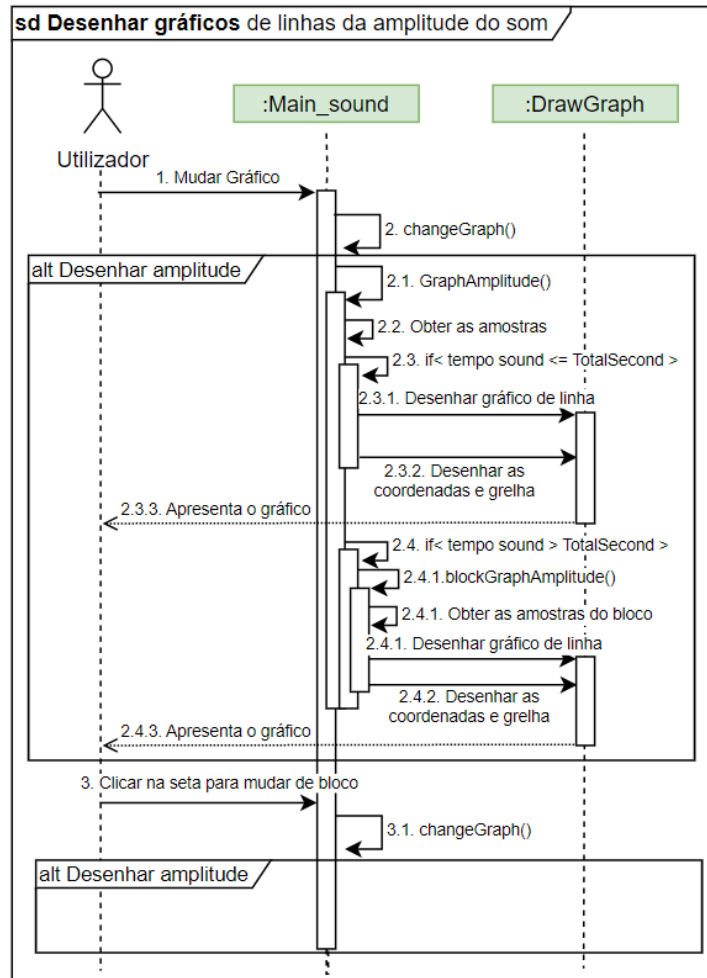 sd Desenhar gráficos de linhas da amplitude do som
:Main_sound
:DrawGraph
Utilizador
1. Mudar Gráfico
2. changeGraph()
alt Desenhar amplitude
2.1. GraphAmplitude()
2.2. Obter as amostras
2.3. if< tempo sound <= TotalSecond >
2.3.1. Desenhar gráfico de linha
2.3.2. Desenhar as
coordenadas e grelha
2.3.3. Apresenta o gráfico
2.4. if< tempo sound > TotalSecond >
2.4.1.blockGraphAmplitude()
2.4.1. Obter as amostras do bloco
2.4.1. Desenhar gráfico de linha
2.4.2. Desenhar as
coordenadas e grelha
2.4.3. Apresenta o gráfico
3. Clicar na seta para mudar de bloco
3.1. changeGraph()
alt Desenhar amplitude